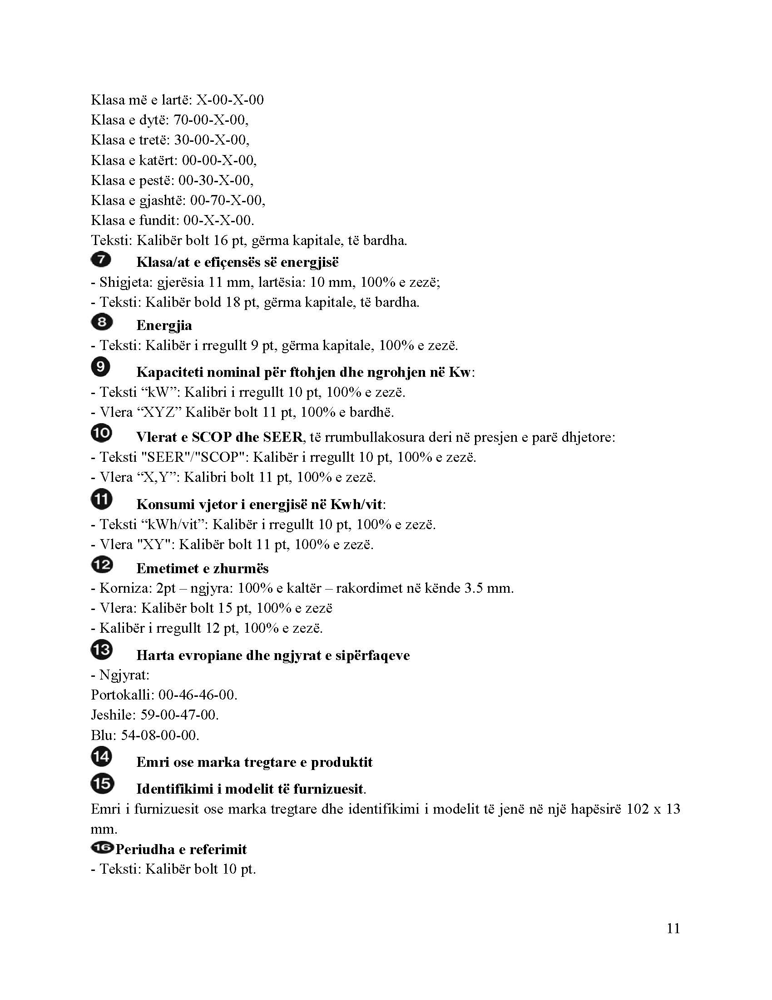 Klasa më e lartë: X-00-X-00
Klasa e dytë: 70-00-X-00,
Klasa e tretë: 30-00-X-00,
Klasa e katërt: 00-00-X-00,
Klasa e pestë: 00-30-X-00,
Klasa e gjashtë: 00-70-X-00,
Klasa e fundit: 00-X-X-00.
Teksti: Kalibër bolt 16 pt, gërma kapitale, të bardha.
7 Klasa/at e efiçensës së energjisë
- Shigjeta: gjerësia 11 mm, lartësia: 10 mm, 100% e zezë;
- Teksti: Kalibër bold 18 pt, gërma kapitale, të bardha.
8 Energjia
- Teksti: Kalibër i rregullt 9 pt, gërma kapitale, 100% e zezë.
9 Kapaciteti nominal për ftohjen dhe ngrohjen në Kw:
- Teksti “kW”: Kalibri i rregullt 10 pt, 100% e zezë.
- Vlera “XYZ” Kalibër bolt 11 pt, 100% e bardhë.
10 Vlerat e SCOP dhe SEER, të rrumbullakosura deri në presjen e parë dhjetore:
- Teksti "SEER"/"SCOP": Kalibër i rregullt 10 pt, 100% e zezë.
- Vlera “X,Y”: Kalibri bolt 11 pt, 100% e zezë.
11 Konsumi vjetor i energjisë në Kwh/vit:
- Teksti “kWh/vit”: Kalibër i rregullt 10 pt, 100% e zezë.
- Vlera "XY": Kalibër bolt 11 pt, 100% e zezë.
12 Emetimet e zhurmës
- Korniza: 2pt – ngjyra: 100% e kaltër – rakordimet në kënde 3.5 mm.
- Vlera: Kalibër bolt 15 pt, 100% e zezë
- Kalibër i rregullt 12 pt, 100% e zezë.
13 Harta evropiane dhe ngjyrat e sipërfaqeve
- Ngjyrat:
Portokalli: 00-46-46-00.
Jeshile: 59-00-47-00.
Blu: 54-08-00-00.
14 Emri ose marka tregtare e produktit
15 Identifikimi i modelit të furnizuesit.
Emri i furnizuesit ose marka tregtare dhe identifikimi i modelit të jenë në një hapësirë 102 x 13
mm.
16 Periudha e referimit
- Teksti: Kalibër bolt 10 pt.
11